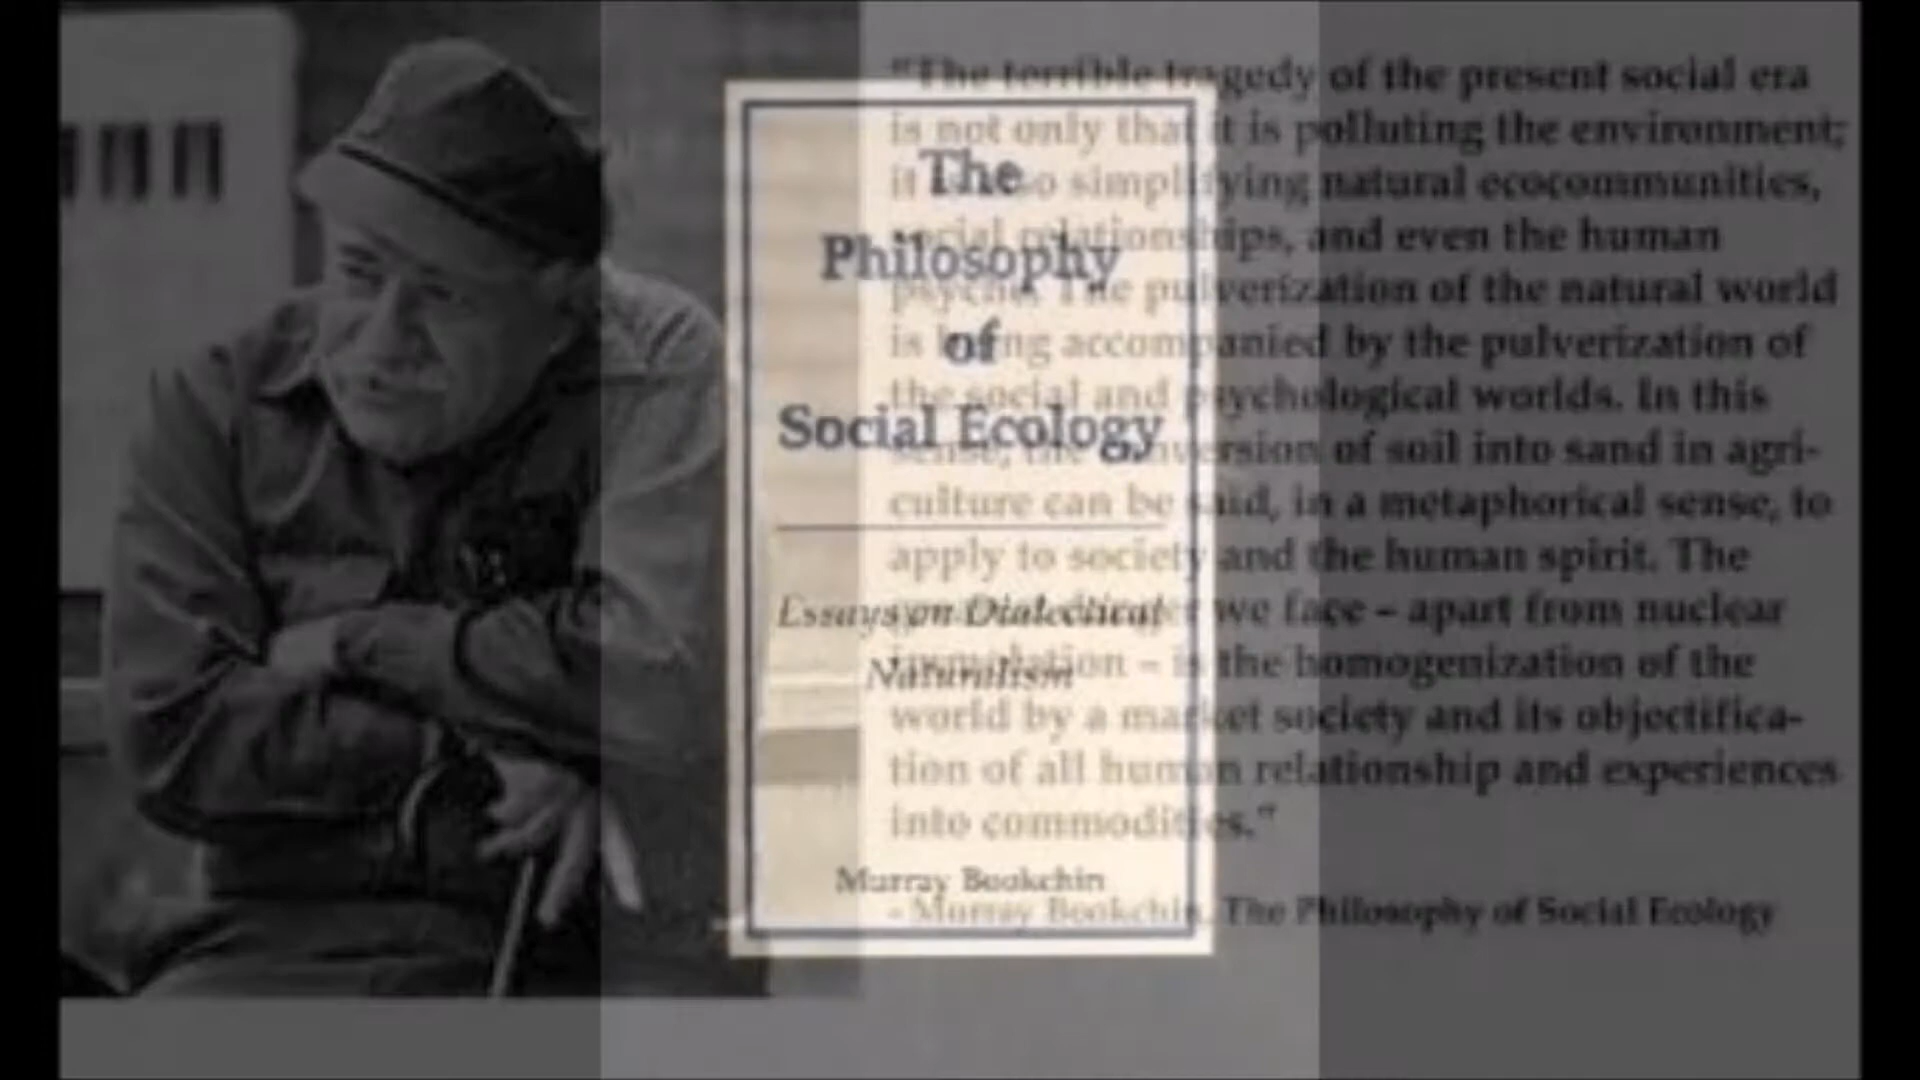 "The terrible tragedy of the present social era
is not only that it is polluting the environment;
it is also simplifying natural ecocommunities,
social relationships, and even the human
psyche. The pulverization of the natural world
is being accompanied by the pulverization of
the social and psychological worlds. In this
sense, the conversion of soil into sand in agri-
culture can be said, in a metaphorical sense, to
apply to society and the human spirit. The
we face – apart from nuclear
immolation – is the homogenization of the
world by a market society and its objectifica-
tion of all human relationship and experiences
into commodities."
- Murray Bookchin, The Philosophy of Social Ecology
The
Philosophy
of
Social Ecology
Essays on Dialectical
Naturalism
Murray Bookchin